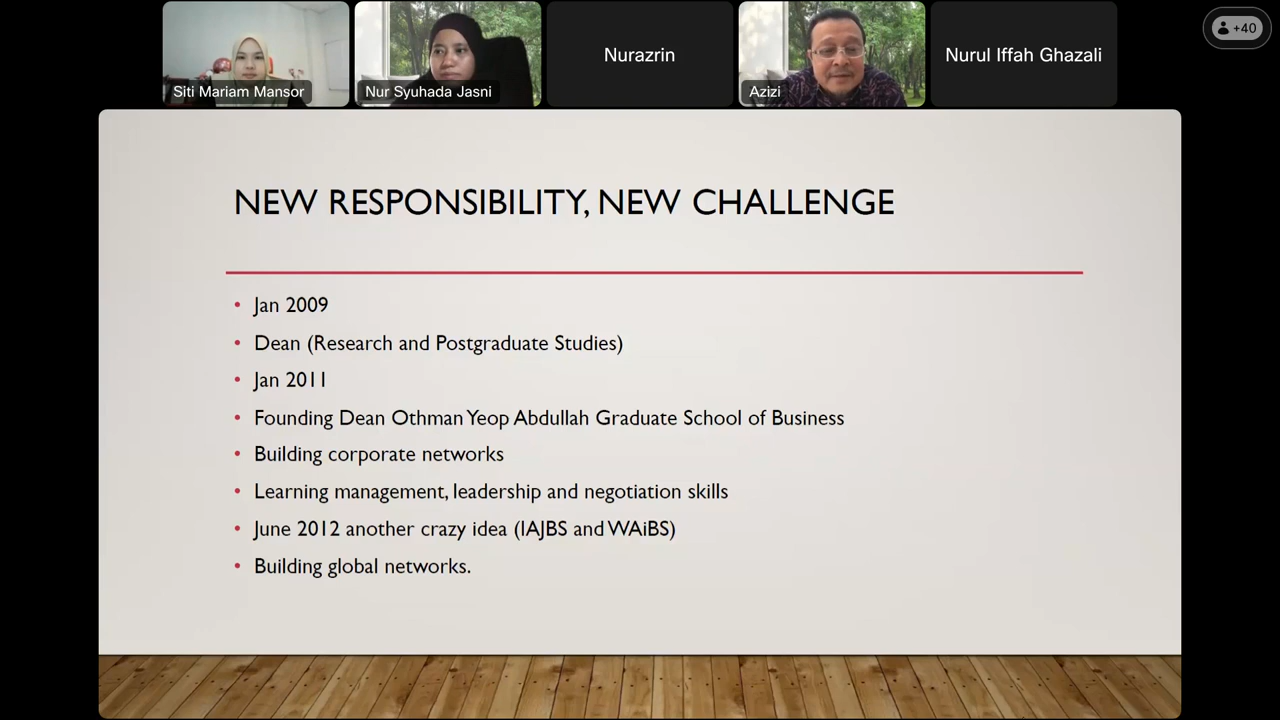 Siti Mariam Mansor
Nur Syuhada Jasni
Nurazrin
Azizi
Nurul Iffah Ghazali
+40
NEW RESPONSIBILITY, NEW CHALLENGE
• Jan 2009
• Dean (Research and Postgraduate Studies)
• Jan 2011
• Founding Dean Othman Yeop Abdullah Graduate School of Business
• Building corporate networks
• Learning management, leadership and negotiation skills
• June 2012 another crazy idea (IAJBS and WAiBS)
• Building global networks.